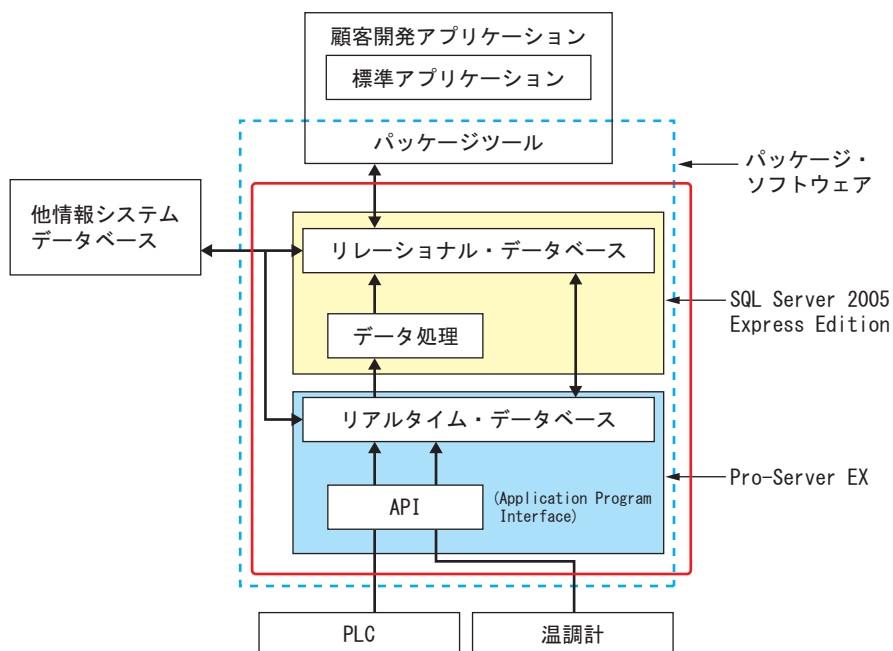 顧客開発アプリケーション
標準アプリケーション
パッケージツール
パッケージ・
ソフトウェア
他情報システム
データベース
リレーショナル・データベース
SQL Server 2005
Express Edition
データ処理
リアルタイム・データベース
Pro-Server EX
API
(Application Program
Interface)
PLC
温調計